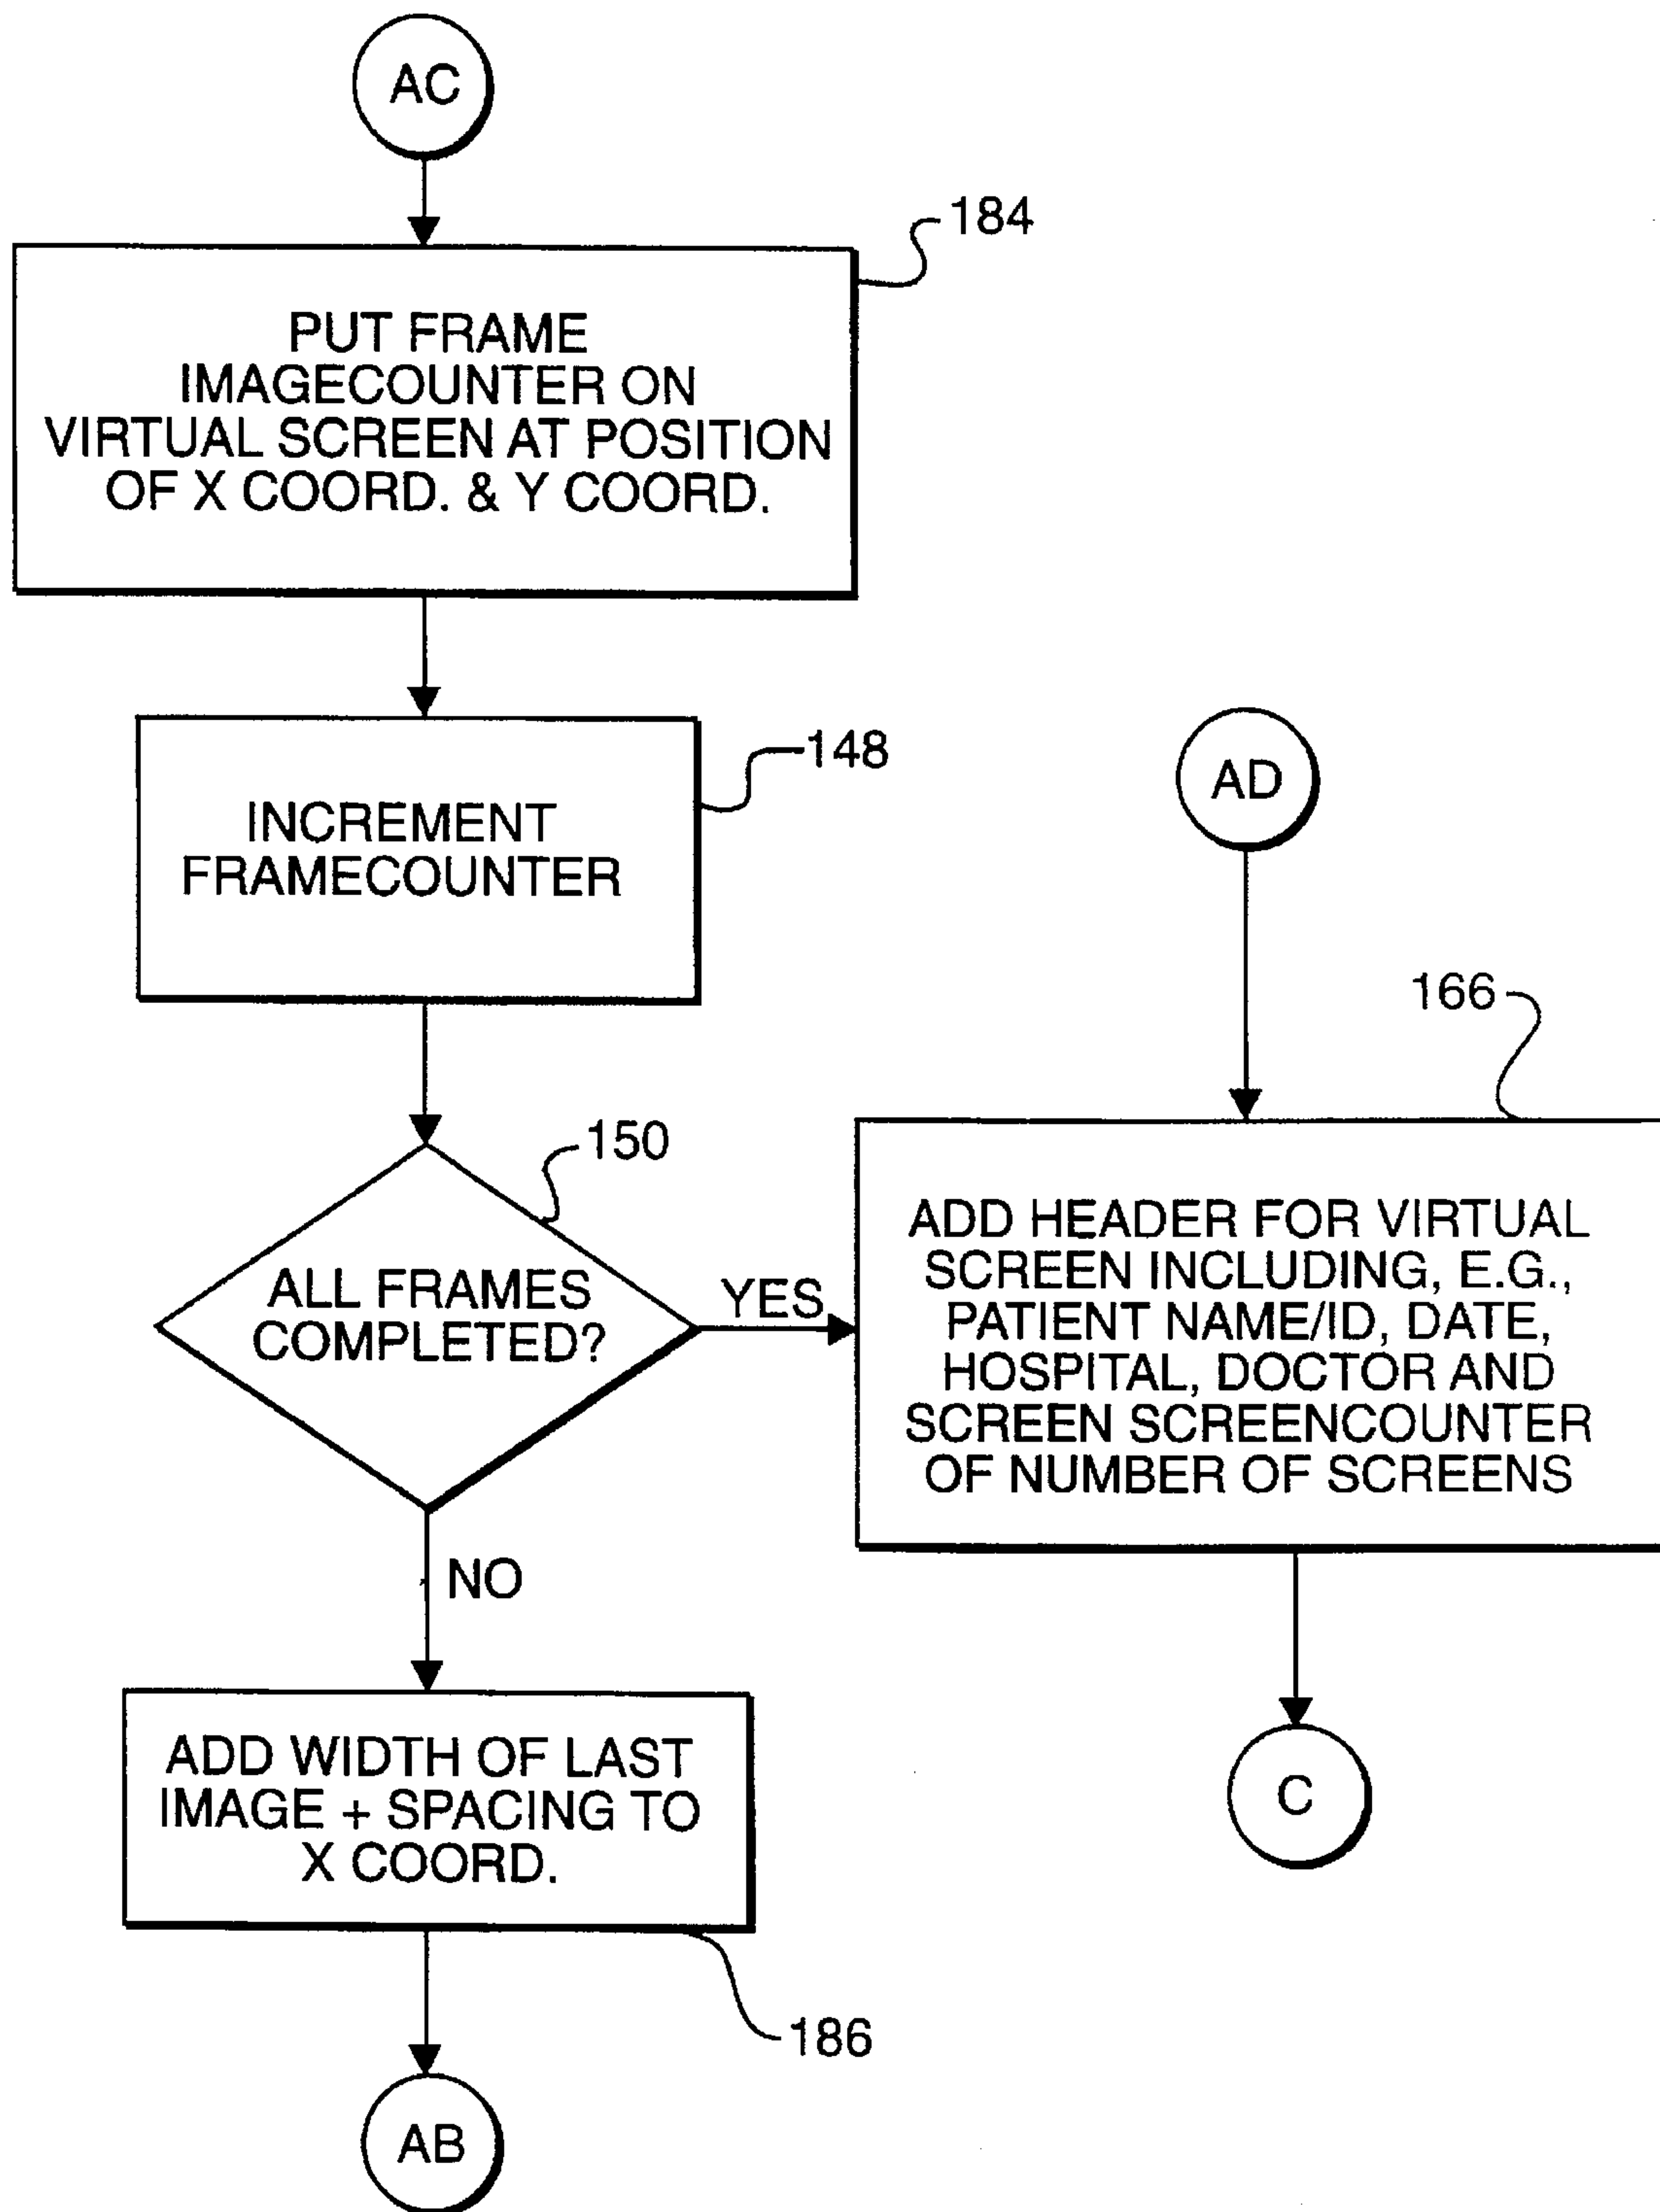 AC
184
PUT FRAME
IMAGECOUNTER ON
VIRTUAL SCREEN AT POSITION
OF X COORD. & Y COORD.
148
INCREMENT
FRAMECOUNTER
AD
166
150
ALL FRAMES
COMPLETED?
YES
ADD HEADER FOR VIRTUAL
SCREEN INCLUDING, E.G.,
PATIENT NAME/ID, DATE,
HOSPITAL, DOCTOR AND
SCREEN SCREENCOUNTER
OF NUMBER OF SCREENS
NO
ADD WIDTH OF LAST
IMAGE + SPACING TO
X COORD.
C
186
AB